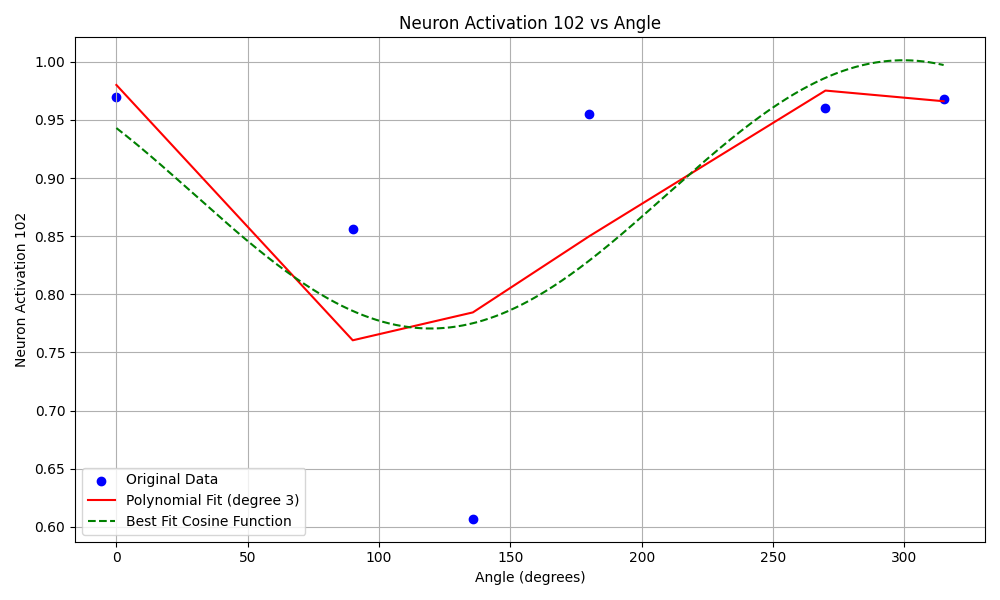 Neuron Activation 102 vs Angle
Neuron Activation 102
1.00
0.95
0.90
0.85
0.80
0.75
0.70
0.65
0.60
Original Data
Polynomial Fit (degree 3)
Best Fit Cosine Function
0 50 100 150 200 250 300
Angle (degrees)